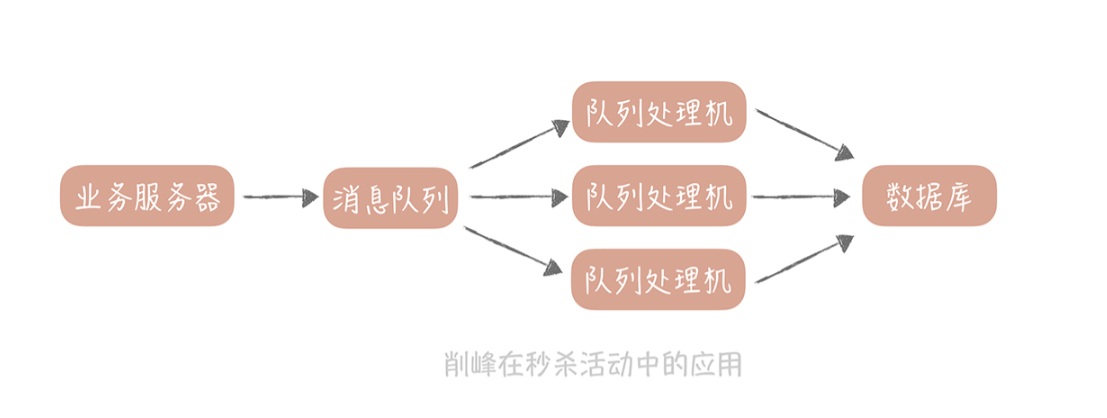 队列处理机
业务服务器
消息队列
队列处理机
数据库
队列处理机
削峰在秒杀活动中的应用